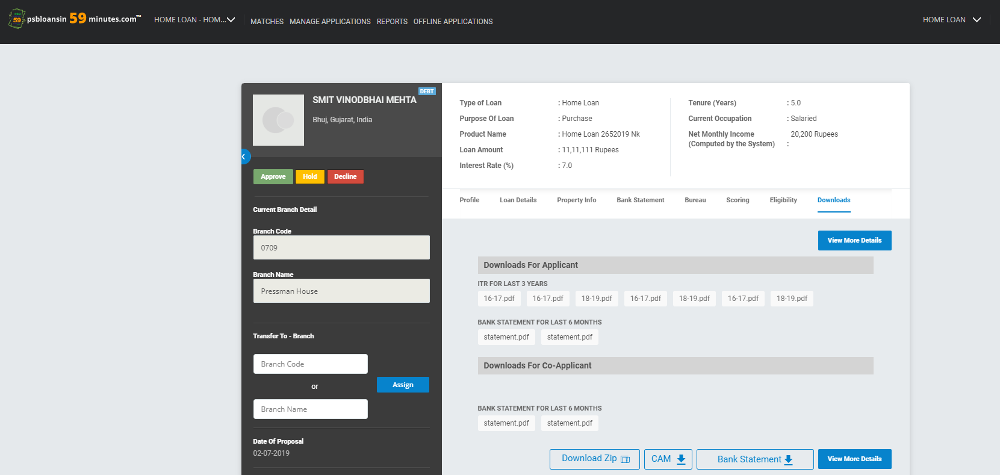 PSB
59
psbloansin 59 minutes.com™
HOME LOAN - HOM...
MATCHES
MANAGE APPLICATIONS
REPORTS
OFFLINE APPLICATIONS
HOME LOAN
DEBT
SMIT VINODBHAI MEHTA
Bhuj, Gujarat, India
Approve
Hold
Decline
Current Branch Detail
Branch Code
0709
Branch Name
Pressman House
Transfer To - Branch
Branch Code
or
Assign
Branch Name
Date Of Proposal
02-07-2019
Type of Loan : Home Loan
Purpose Of Loan : Purchase
Product Name : Home Loan 2652019 Nk
Loan Amount : 11,11,111 Rupees
Interest Rate (%) : 7.0
Tenure (Years) : 5.0
Current Occupation : Salaried
Net Monthly Income 20,200 Rupees
(Computed by the System) :
Profile
Loan Details
Property Info
Bank Statement
Bureau
Scoring
Eligibility
Downloads
View More Details
Downloads For Applicant
ITR FOR LAST 3 YEARS
16-17.pdf 16-17.pdf 18-19.pdf 16-17.pdf 18-19.pdf 16-17.pdf 18-19.pdf
BANK STATEMENT FOR LAST 6 MONTHS
statement.pdf statement.pdf
Downloads For Co-Applicant
BANK STATEMENT FOR LAST 6 MONTHS
statement.pdf statement.pdf
Download Zip
CAM
Bank Statement
View More Details